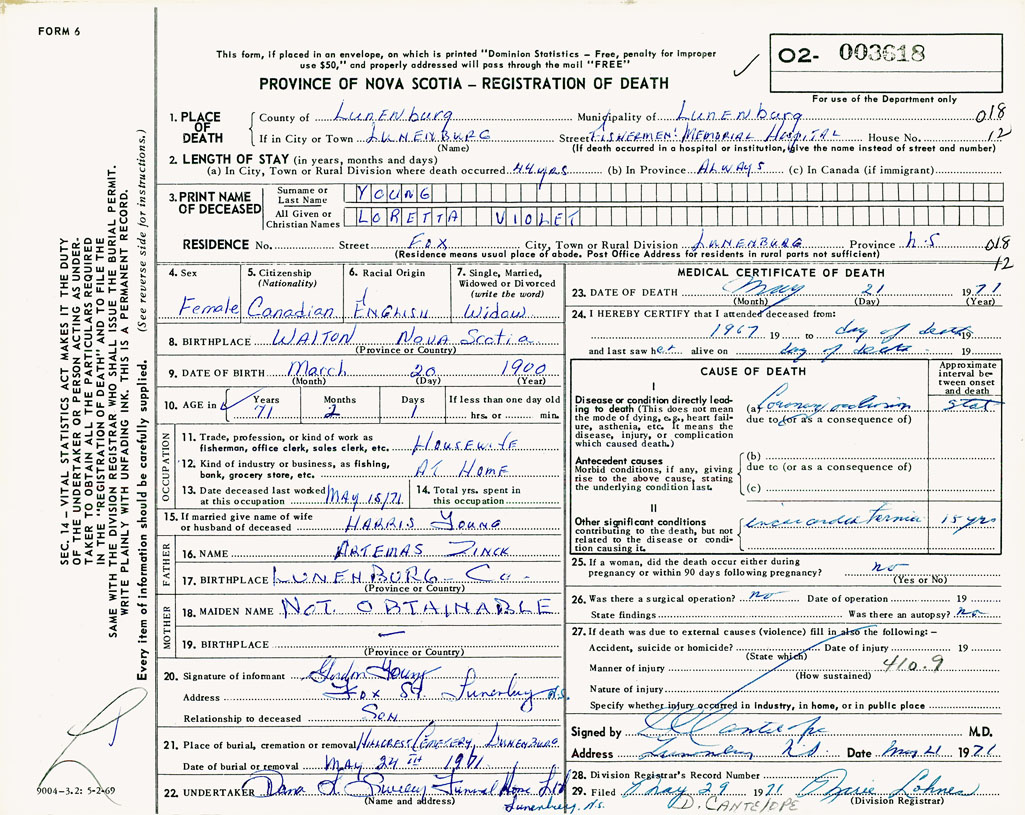 FORM 6
This form, if placed in an envelope, on which is printed "Dominion Statistics – Free, penalty for improper
use $50," and properly addressed will pass through the mail "FREE"
02- 003618
PROVINCE OF NOVA SCOTIA – REGISTRATION OF DEATH
For use of the Department only
1. PLACE OF DEATH
County of Lunenburg Municipality of Lunenburg 018
If in City or Town LUNENBURG Street FISHERMEN' MEMORIAL HOSPITAL House No. 12
(Name) (If death occurred in a hospital or institution, give the name instead of street and number)
2. LENGTH OF STAY (in years, months and days)
(a) In City, Town or Rural Division where death occurred 44 yrs (b) In Province ALWAYS (c) In Canada (if immigrant)
3. PRINT NAME OF DECEASED
Surname or Last Name YOUNG
All Given or Christian Names LORETTA VIOLET
RESIDENCE No. Street FOX City, Town or Rural Division LUNENBURG Province N.S 018
(Residence means usual place of abode. Post Office Address for residents in rural parts not sufficient) 12
4. Sex Female
5. Citizenship (Nationality) Canadian
6. Racial Origin ENGLISH
7. Single, Married, Widowed or Divorced (write the word) Widow
8. BIRTHPLACE WALTON Nova Scotia
(Province or Country)
9. DATE OF BIRTH March 20 1900
(Month) (Day) (Year)
10. AGE in Years 71 Months 2 Days 1 If less than one day old hrs. or min.
OCCUPATION
11. Trade, profession, or kind of work as fisherman, office clerk, sales clerk, etc. HOUSEWIFE
12. Kind of industry or business, as fishing, bank, grocery store, etc. AT HOME
13. Date deceased last worked at this occupation MAY 15/71 14. Total yrs. spent in this occupation
15. If married give name of wife or husband of deceased HARRIS YOUNG
FATHER
16. NAME ARTEMAS ZINCK
17. BIRTHPLACE LUNENBURG - Co -
(Province or Country)
MOTHER
18. MAIDEN NAME NOT OBTAINABLE
19. BIRTHPLACE —
(Province or Country)
20. Signature of informant Gordon Young
Address Fox St. Lunenburg N.S.
Relationship to deceased SON
21. Place of burial, cremation or removal HILLCREST CEMETERY, LUNENBURG
Date of burial or removal MAY 24TH 1971
22. UNDERTAKER Dana L Sweeny Funeral Home Ltd
(Name and address) Lunenburg, N.S.
MEDICAL CERTIFICATE OF DEATH
23. DATE OF DEATH May 21 1971
(Month) (Day) (Year)
24. I HEREBY CERTIFY that I attended deceased from:
1967 19 to day of death 19
and last saw her alive on day of death 19
CAUSE OF DEATH
Approximate interval between onset and death
I
Disease or condition directly leading to death (This does not mean the mode of dying, e.g., heart failure, asthenia, etc. It means the disease, injury, or complication which caused death.)
(a) Coronary occlusion stat
due to (or as a consequence of)
Antecedent causes
Morbid conditions, if any, giving rise to the above cause, stating the underlying condition last.
(b)
due to (or as a consequence of)
(c)
II
Other significant conditions contributing to the death, but not related to the disease or condition causing it.
15 yrs
25. If a woman, did the death occur either during pregnancy or within 90 days following pregnancy? no
(Yes or No)
26. Was there a surgical operation? no Date of operation 19
State findings Was there an autopsy? no
27. If death was due to external causes (violence) fill in also the following: –
Accident, suicide or homicide? Date of injury 19
(State which)
Manner of injury 410.9
(How sustained)
Nature of injury
Specify whether injury occurred in industry, in home, or in public place
Signed by D Cantelope M.D.
Address Lunenburg N.S. Date May 21 1971
28. Division Registrar's Record Number
29. Filed May 29 1971 Marie Lohnes
D. CANTELOPE (Division Registrar)
SEC. 14 – VITAL STATISTICS ACT MAKES IT THE DUTY
OF THE UNDERTAKER OR PERSON ACTING AS UNDER-
TAKER TO OBTAIN ALL THE PARTICULARS REQUIRED
IN THE "REGISTRATION OF DEATH" AND TO FILE THE
SAME WITH THE DIVISION REGISTRAR WHO SHALL ISSUE THE BURIAL PERMIT.
WRITE PLAINLY WITH UNFADING INK. THIS IS A PERMANENT RECORD.
Every item of information should be carefully supplied. (See reverse side for instructions.)
9004-3.2: 5-2-69